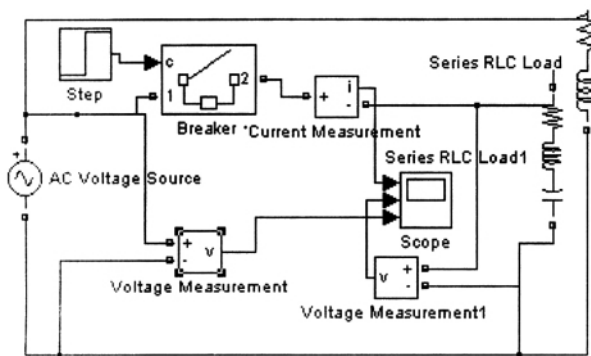 c
Step
1
2
Breaker
+
-
i
Current Measurement
Series RLC Load
+
AC Voltage Source
Series RLC Load1
Scope
+
-
v
Voltage Measurement
v
+
-
Voltage Measurement1